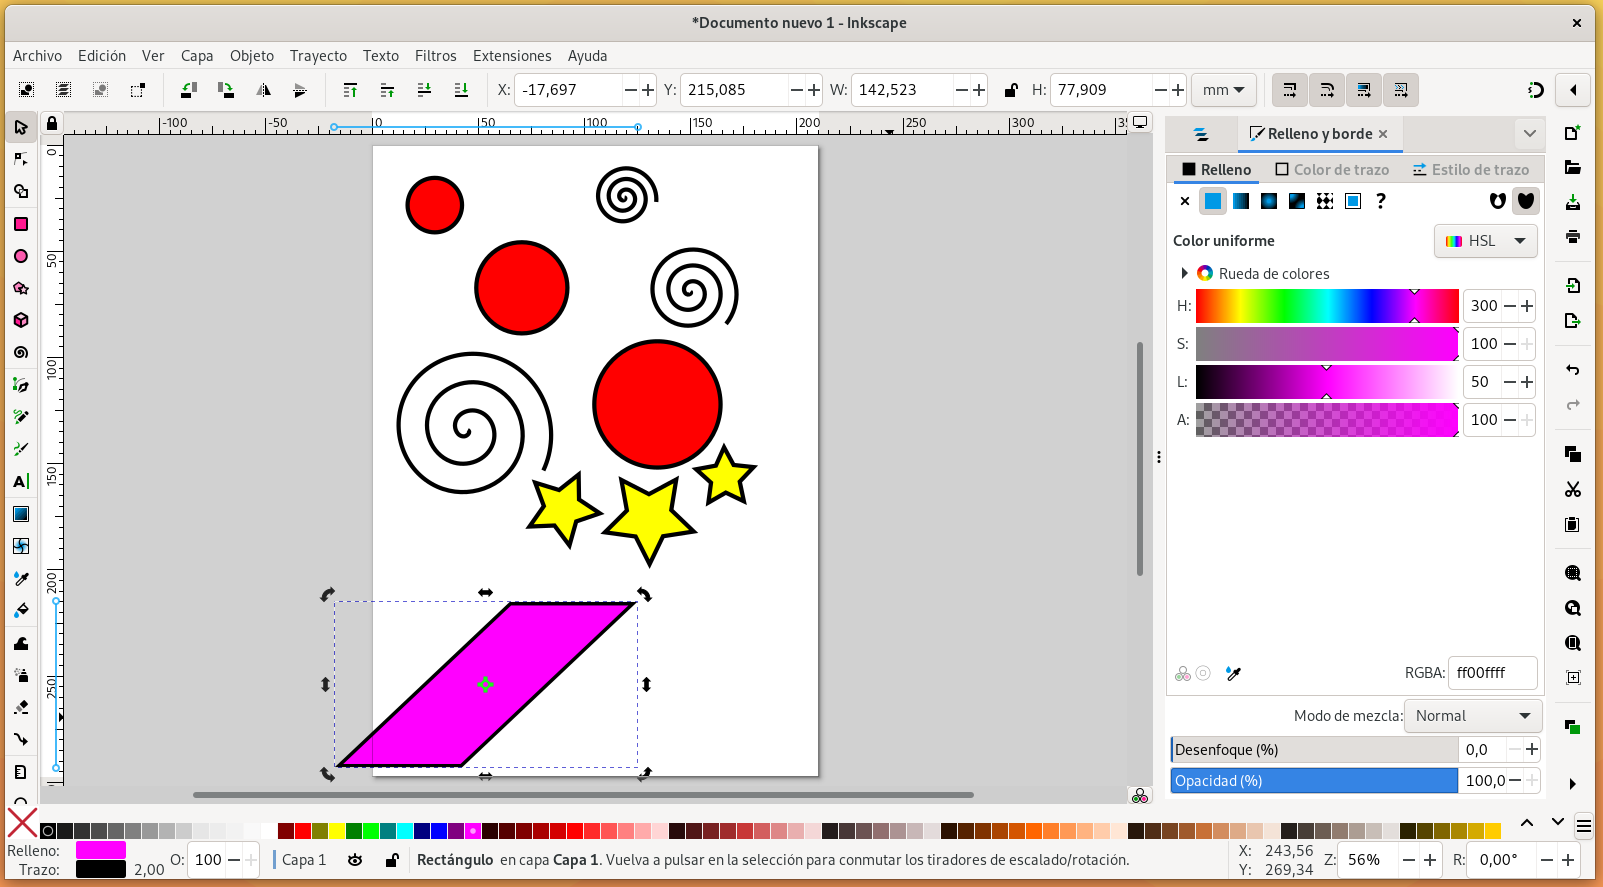 *Documento nuevo 1 - Inkscape
Archivo Edición Ver Capa Objeto Trayecto Texto Filtros Extensiones Ayuda
X: -17,697 Y: 215,085 W: 142,523 H: 77,909 mm
-100 -50 0 50 100 150 200 250 300
0
50
100
150
200
250
Relleno y borde
Relleno Color de trazo Estilo de trazo
?
Color uniforme HSL
Rueda de colores
H: 300
S: 100
L: 50
A: 100
RGBA: ff00ffff
Modo de mezcla: Normal
Desenfoque (%) 0,0
Opacidad (%) 100,0
Relleno:
Trazo: 2,00
O: 100
Capa 1
Rectángulo en capa Capa 1. Vuelva a pulsar en la selección para conmutar los tiradores de escalado/rotación.
X: 243,56
Y: 269,34
Z: 56%
R: 0,00°